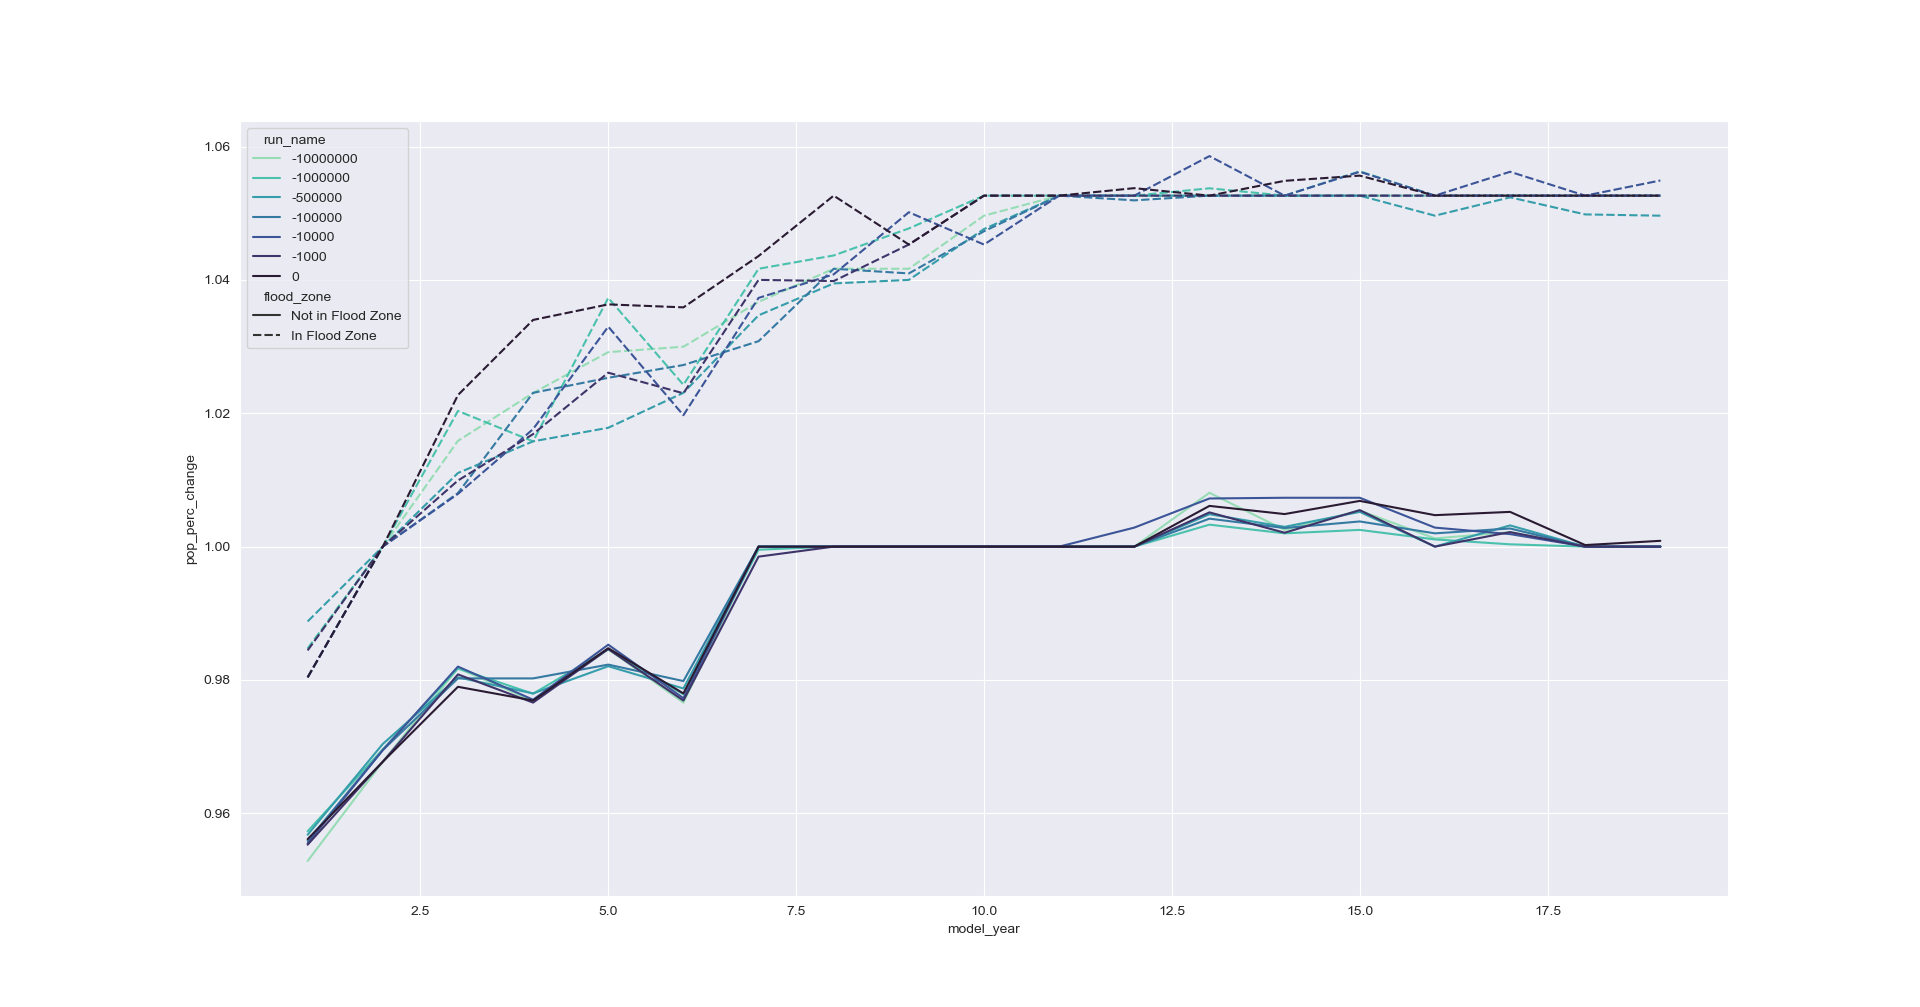 run_name
-10000000
-1000000
-500000
-100000
-10000
-1000
0
flood_zone
Not in Flood Zone
In Flood Zone
pop_perc_change
1.06
1.04
1.02
1.00
0.98
0.96
2.5 5.0 7.5 10.0 12.5 15.0 17.5
model_year